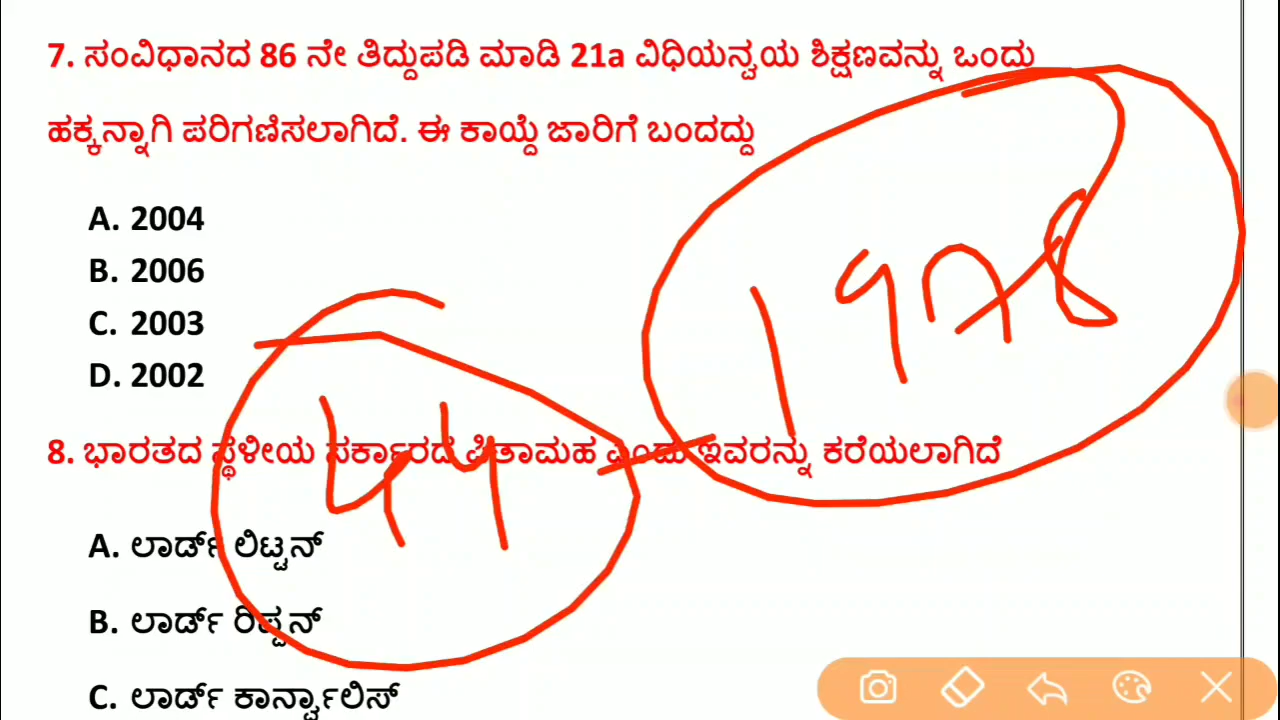 7. ಸಂವಿಧಾನದ 86 ನೇ ತಿದ್ದುಪಡಿ ಮಾಡಿ 21a ವಿಧಿಯನ್ವಯ ಶಿಕ್ಷಣವನ್ನು ಒಂದು
ಹಕ್ಕನ್ನಾಗಿ ಪರಿಗಣಿಸಲಾಗಿದೆ. ಈ ಕಾಯ್ದೆ ಜಾರಿಗೆ ಬಂದದ್ದು
A. 2004
B. 2006
C. 2003
D. 2002
1978
44
8. ಭಾರತದ ಸ್ಥಳೀಯ ಸರ್ಕಾರದ ಪಿತಾಮಹ ಎಂದು ಇವರನ್ನು ಕರೆಯಲಾಗಿದೆ
A. ಲಾರ್ಡ್ ಲಿಟ್ಟನ್
B. ಲಾರ್ಡ್ ರಿಪ್ಪನ್
C. ಲಾರ್ಡ್ ಕಾರ್ನ್ವಾಲಿಸ್